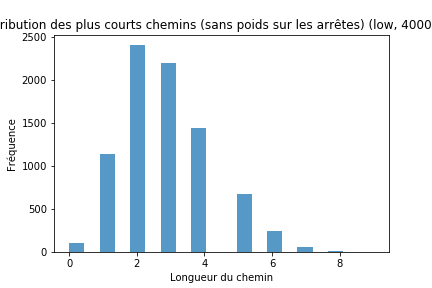 ribution des plus courts chemins (sans poids sur les arrêtes) (low, 4000
2500
2000
1500
1000
500
0
Fréquence
0 2 4 6 8
Longueur du chemin